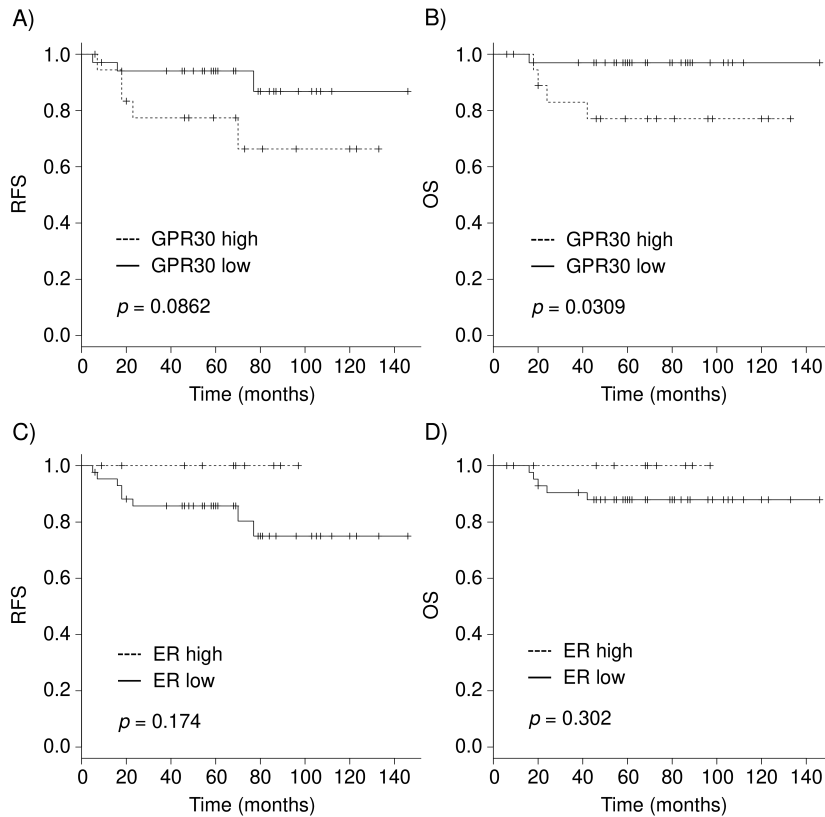 A)
1.0
0.8
0.6
0.4
0.2
0.0
RFS
GPR30 high
GPR30 low
p = 0.0862
0 20 40 60 80 100 120 140
Time (months)
B)
1.0
0.8
0.6
0.4
0.2
0.0
OS
GPR30 high
GPR30 low
p = 0.0309
0 20 40 60 80 100 120 140
Time (months)
C)
1.0
0.8
0.6
0.4
0.2
0.0
RFS
ER high
ER low
p = 0.174
0 20 40 60 80 100 120 140
Time (months)
D)
1.0
0.8
0.6
0.4
0.2
0.0
OS
ER high
ER low
p = 0.302
0 20 40 60 80 100 120 140
Time (months)